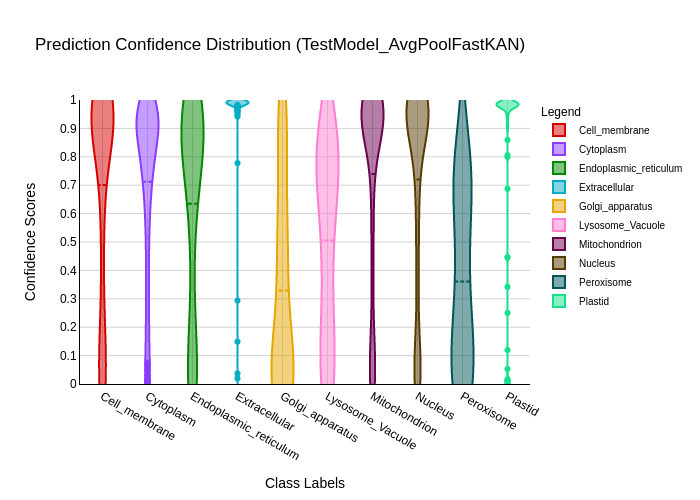 Prediction Confidence Distribution (TestModel_AvgPoolFastKAN)
1
0.9
0.8
0.7
0.6
0.5
0.4
0.3
0.2
0.1
0
Confidence Scores
Cell_membrane
Cytoplasm
Endoplasmic_reticulum
Extracellular
Golgi_apparatus
Lysosome_Vacuole
Mitochondrion
Nucleus
Peroxisome
Plastid
Class Labels
Legend
Cell_membrane
Cytoplasm
Endoplasmic_reticulum
Extracellular
Golgi_apparatus
Lysosome_Vacuole
Mitochondrion
Nucleus
Peroxisome
Plastid